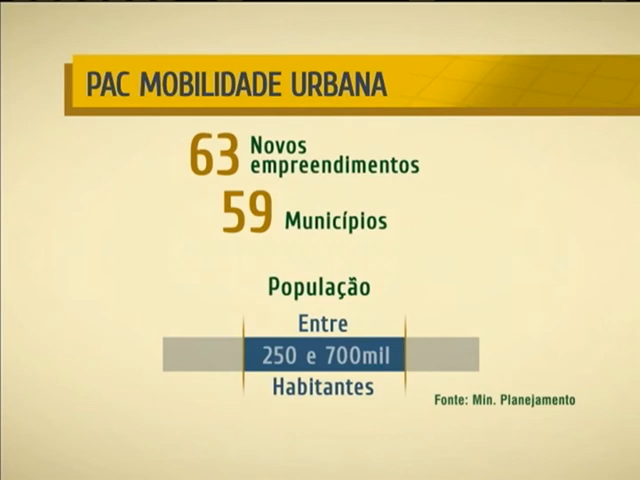 PAC MOBILIDADE URBANA
63 Novos
empreendimentos
59 Municípios
População
Entre
250 e 700mil
Habitantes
Fonte: Min. Planejamento